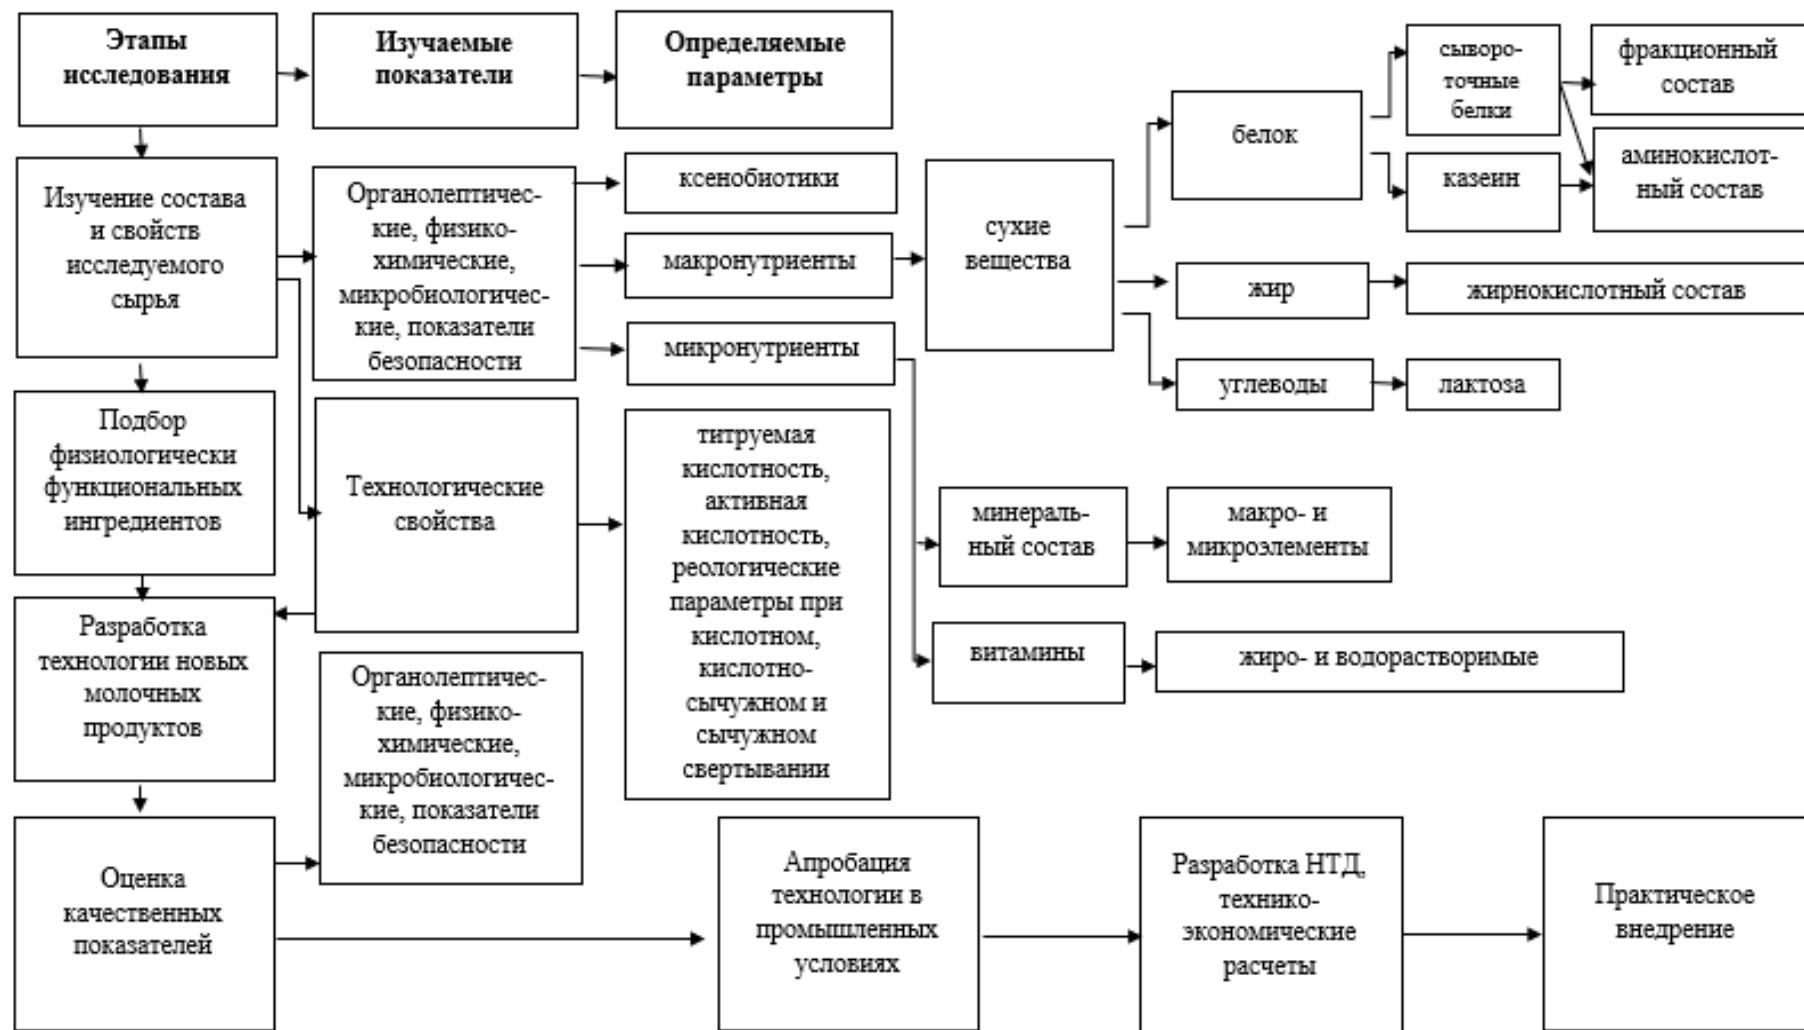 Этапы
исследования
Изучаемые
показатели
Определяемые
параметры
Изучение состава
и свойств
исследуемого
сырья
Органолептичес-
кие, физико-
химические,
микробиологичес-
кие, показатели
безопасности
ксенобиотики
макронутриенты
микронутриенты
сухие
вещества
белок
сыворо-
точные
белки
фракционный
состав
казеин
аминокислот-
ный состав
жир
жирнокислотный состав
углеводы
лактоза
Подбор
физиологически
функциональных
ингредиентов
Технологические
свойства
титруемая
кислотность,
активная
кислотность,
реологические
параметры при
кислотном,
кислотно-
сычужном и
сычужном
свертывании
минераль-
ный состав
макро- и
микроэлементы
витамины
жиро- и водорастворимые
Разработка
технологии новых
молочных
продуктов
Органолептичес-
кие, физико-
химические,
микробиологичес-
кие, показатели
безопасности
Оценка
качественных
показателей
Апробация
технологии в
промышленных
условиях
Разработка НТД,
технико-
экономические
расчеты
Практическое
внедрение